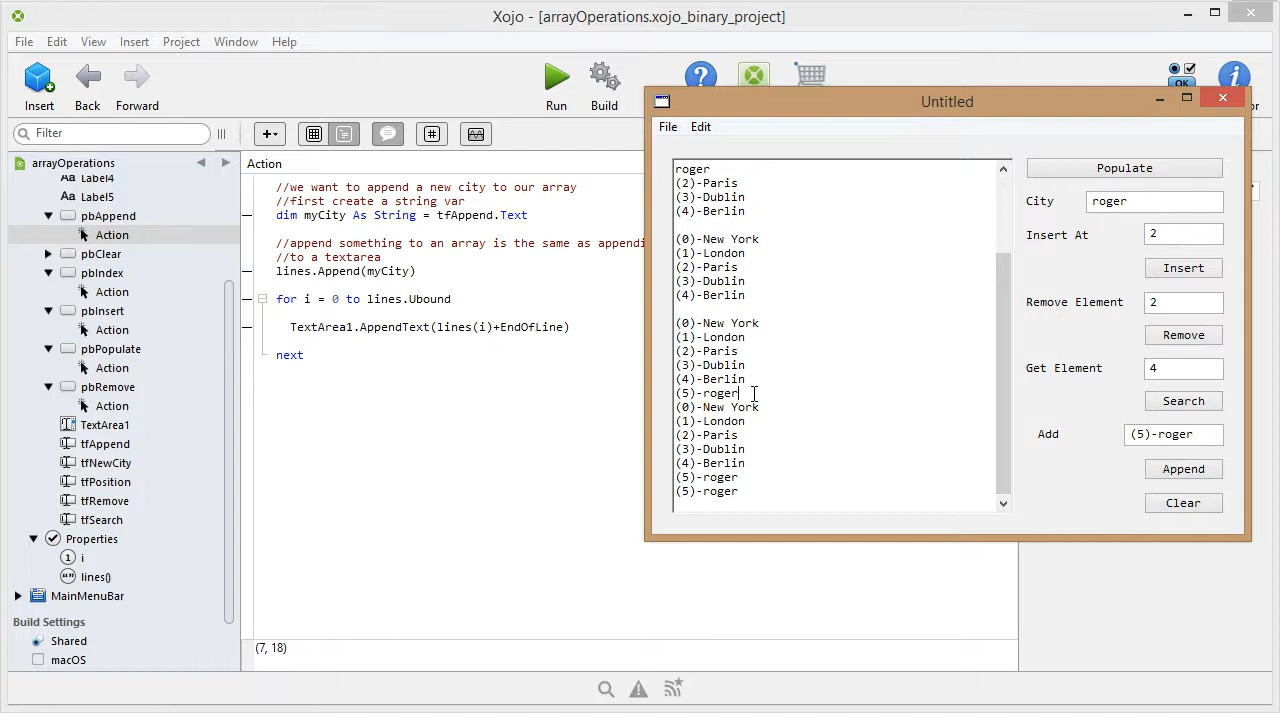 Xojo - [arrayOperations.xojo_binary_project]
File Edit View Insert Project Window Help
Insert Back Forward Run Build
OK
Filter
arrayOperations
Label4
Label5
pbAppend
Action
pbClear
pbIndex
Action
pbInsert
Action
pbPopulate
Action
pbRemove
Action
TextArea1
tfAppend
tfNewCity
tfPosition
tfRemove
tfSearch
Properties
i
lines()
MainMenuBar
Build Settings
Shared
macOS
Action
//we want to append a new city to our array
//first create a string var
dim myCity As String = tfAppend.Text
//append something to an array is the same as appendi
//to a textarea
lines.Append(myCity)
for i = 0 to lines.Ubound
TextArea1.AppendText(lines(i)+EndOfLine)
next
(7, 18)
Untitled
File Edit
roger
(2)-Paris
(3)-Dublin
(4)-Berlin
(0)-New York
(1)-London
(2)-Paris
(3)-Dublin
(4)-Berlin
(0)-New York
(1)-London
(2)-Paris
(3)-Dublin
(4)-Berlin
(5)-roger
(0)-New York
(1)-London
(2)-Paris
(3)-Dublin
(4)-Berlin
(5)-roger
(5)-roger
Populate
City roger
Insert At 2
Insert
Remove Element 2
Remove
Get Element 4
Search
Add (5)-roger
Append
Clear